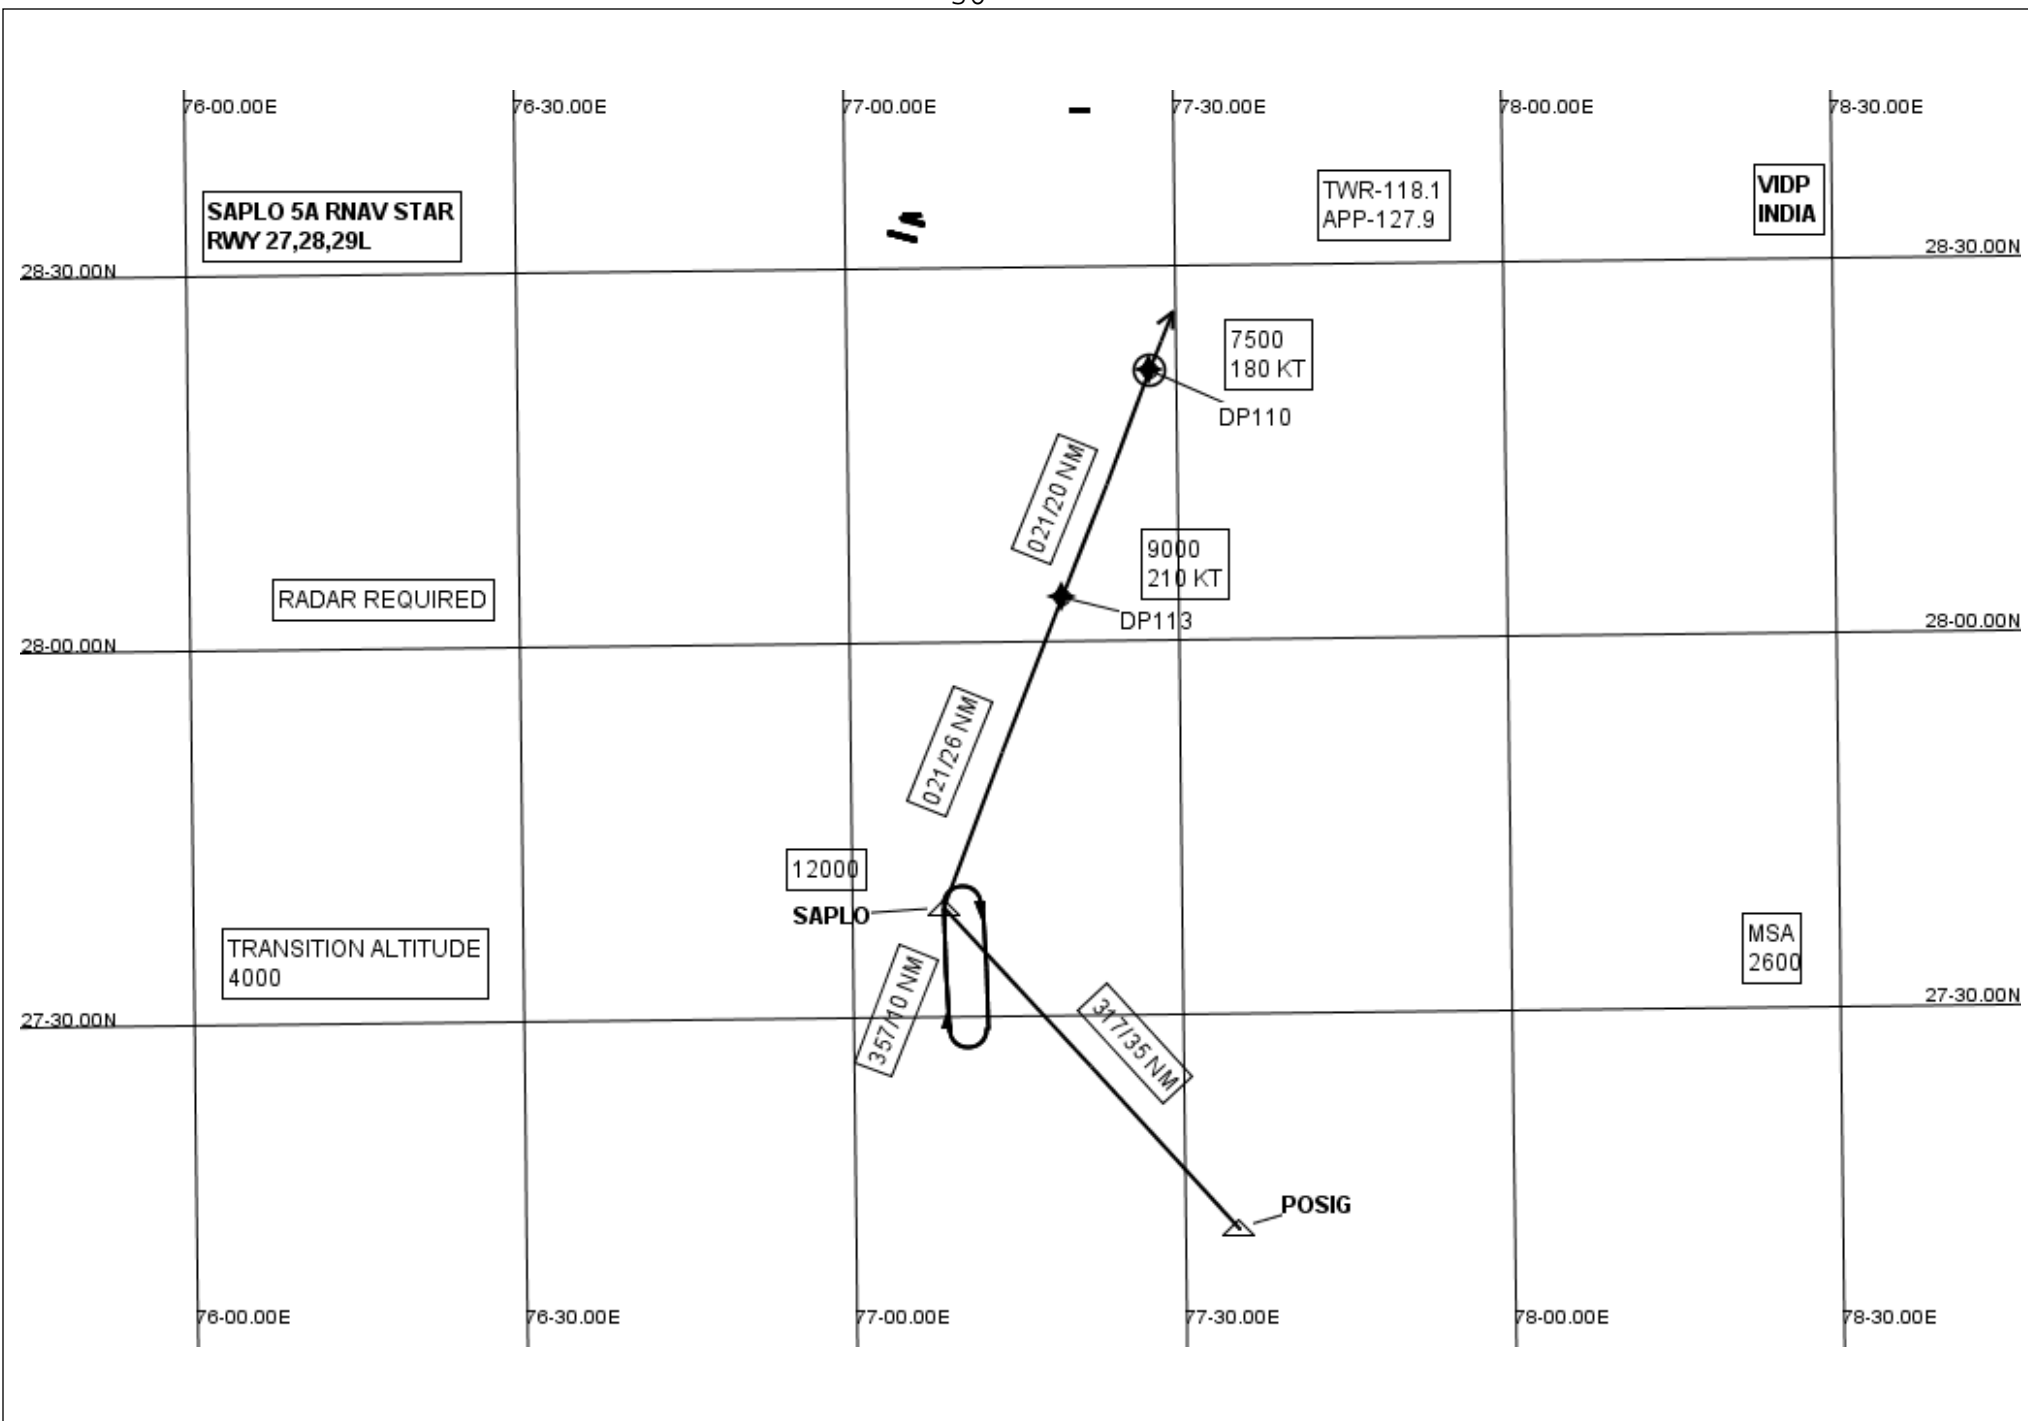 76-00.00E 76-30.00E 77-00.00E 77-30.00E 78-00.00E 78-30.00E
SAPLO 5A RNAV STAR
RWY 27,28,29L
TWR-118.1
APP-127.9
VIDP
INDIA
28-30.00N 28-30.00N
7500
180 KT
DP110
021/20 NM
9000
210 KT
DP113
RADAR REQUIRED
28-00.00N 28-00.00N
021/26 NM
12000
SAPLO
TRANSITION ALTITUDE
4000
MSA
2600
357/10 NM
317/35 NM
27-30.00N 27-30.00N
POSIG
76-00.00E 76-30.00E 77-00.00E 77-30.00E 78-00.00E 78-30.00E